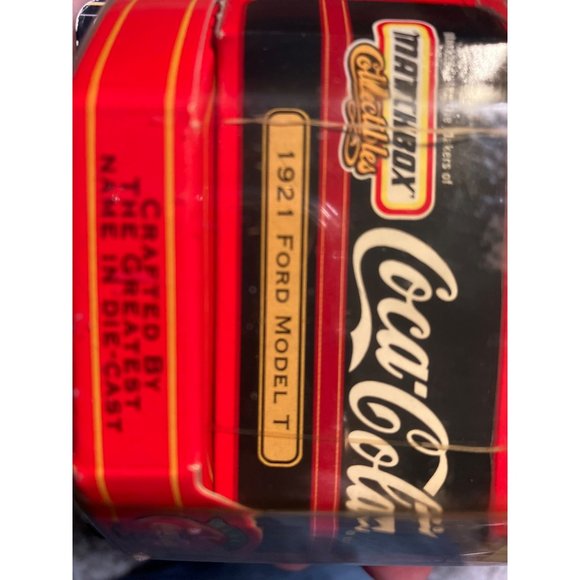 MATCHBOX
Collectibles
Coca-Cola
1921 FORD MODEL T
CRAFTED BY
THE GREATEST
NAME IN DIE-CAST